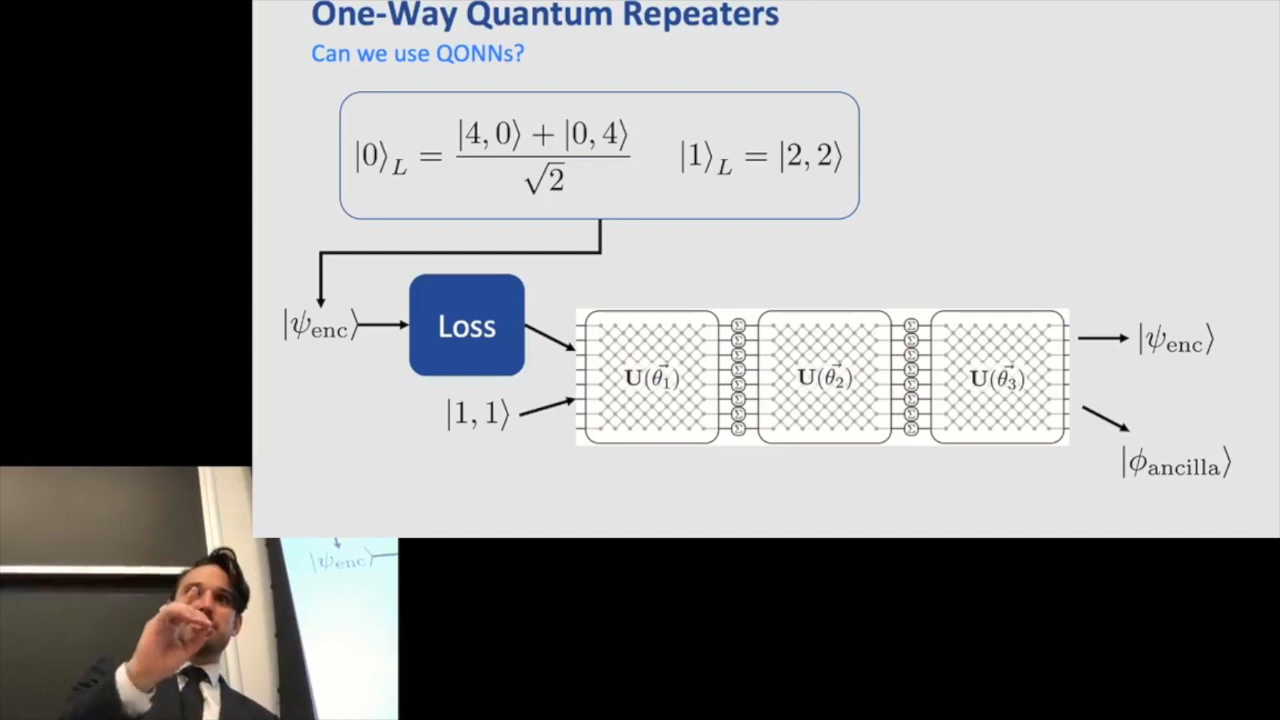 One-Way Quantum Repeaters
Can we use QONNs?
|0⟩_L = (|4,0⟩ + |0,4⟩)/√2   |1⟩_L = |2,2⟩
|ψ_enc⟩
Loss
|1,1⟩
U(θ⃗_1)
Σ Σ Σ Σ Σ Σ Σ Σ
U(θ⃗_2)
Σ Σ Σ Σ Σ Σ Σ Σ
U(θ⃗_3)
|ψ_enc⟩
|ϕ_ancilla⟩
|ψ_enc⟩